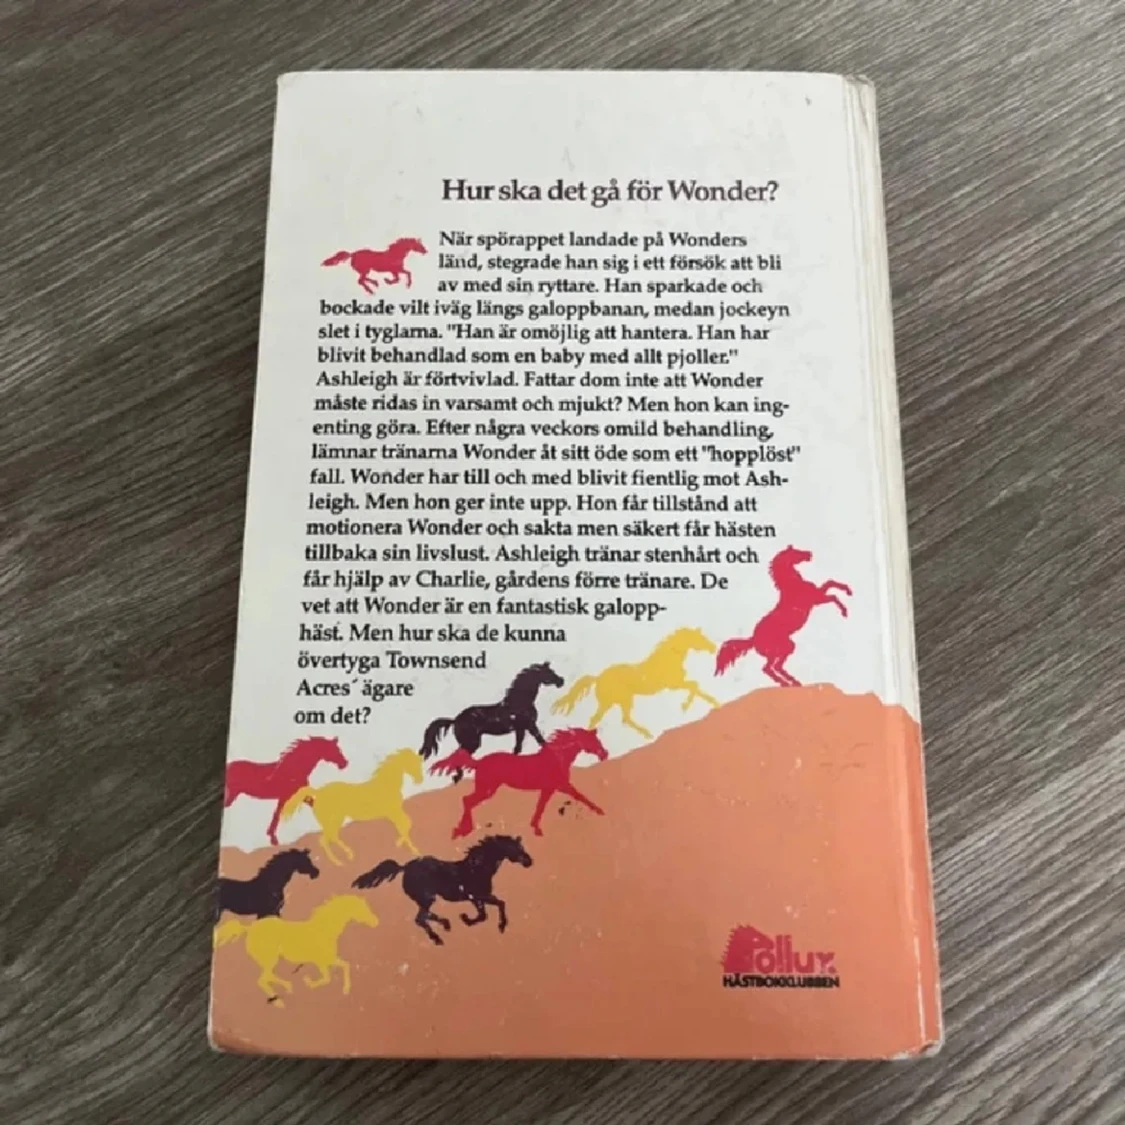 Hur ska det gå för Wonder?
När spörappet landade på Wonders
länd, stegrade han sig i ett försök att bli
av med sin ryttare. Han sparkade och
bockade vilt iväg längs galoppbanan, medan jockeyn
slet i tyglarna. "Han är omöjlig att hantera. Han har
blivit behandlad som en baby med allt pjoller."
Ashleigh är förtvivlad. Fattar dom inte att Wonder
måste ridas in varsamt och mjukt? Men hon kan ing-
enting göra. Efter några veckors omild behandling,
lämnar tränarna Wonder åt sitt öde som ett "hopplöst"
fall. Wonder har till och med blivit fientlig mot Ash-
leigh. Men hon ger inte upp. Hon får tillstånd att
motionera Wonder och sakta men säkert får hästen
tillbaka sin livslust. Ashleigh tränar stenhårt och
får hjälp av Charlie, gårdens förre tränare. De
vet att Wonder är en fantastisk galopp-
häst. Men hur ska de kunna
övertyga Townsend
Acres´ ägare
om det?
Pollux
HÄSTBOKKLUBBEN